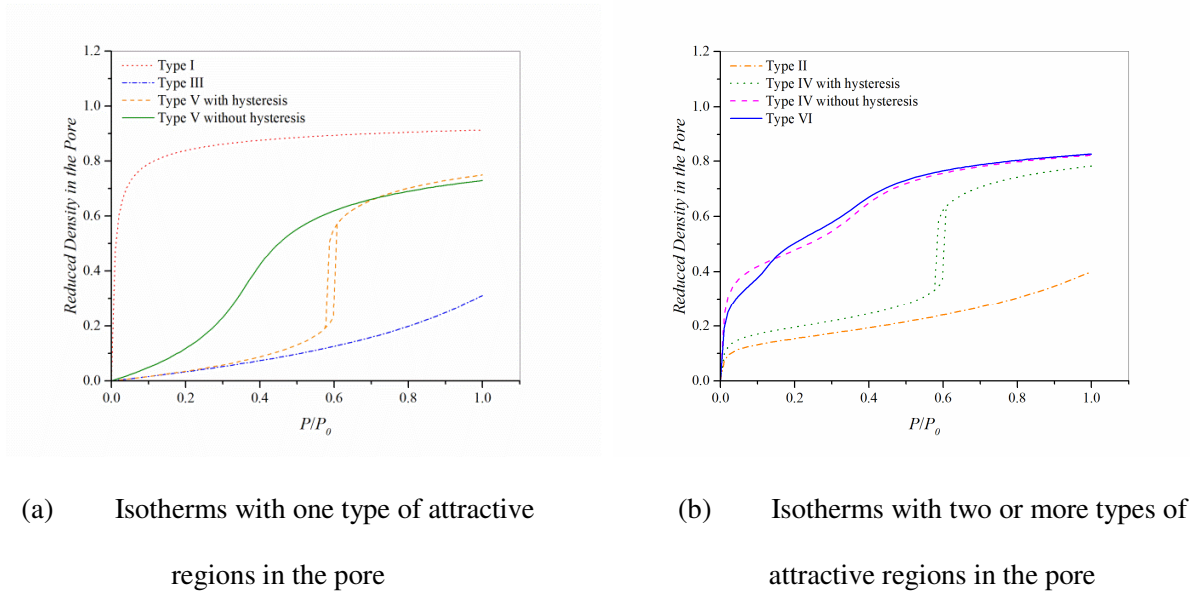 1.2
1.0
0.8
0.6
0.4
0.2
0.0
Reduced Density in the Pore
Type I
Type III
Type V with hysteresis
Type V without hysteresis
0.0 0.2 0.4 0.6 0.8 1.0
P/P0
(a) Isotherms with one type of attractive
regions in the pore
1.2
1.0
0.8
0.6
0.4
0.2
0.0
Reduced Density in the Pore
Type II
Type IV with hysteresis
Type IV without hysteresis
Type VI
0.0 0.2 0.4 0.6 0.8 1.0
P/P0
(b) Isotherms with two or more types of
attractive regions in the pore